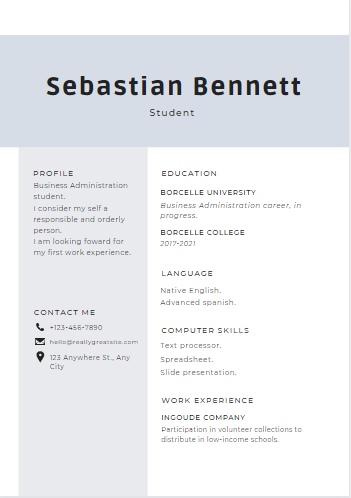 Sebastian Bennett
Student
PROFILE
Business Administration
student.
I consider my self a
responsible and orderly
person.
I am looking foward for
my first work experience.
CONTACT ME
+123-456-7890
hello@reallygreatsite.com
123 Anywhere St., Any
City
EDUCATION
BORCELLE UNIVERSITY
Business Administration career, in
progress.
BORCELLE COLLEGE
2017-2021
LANGUAGE
Native English.
Advanced spanish.
COMPUTER SKILLS
Text processor.
Spreadsheet.
Slide presentation.
WORK EXPERIENCE
INGOUDE COMPANY
Participation in volunteer collections to
distribute in low-income schools.